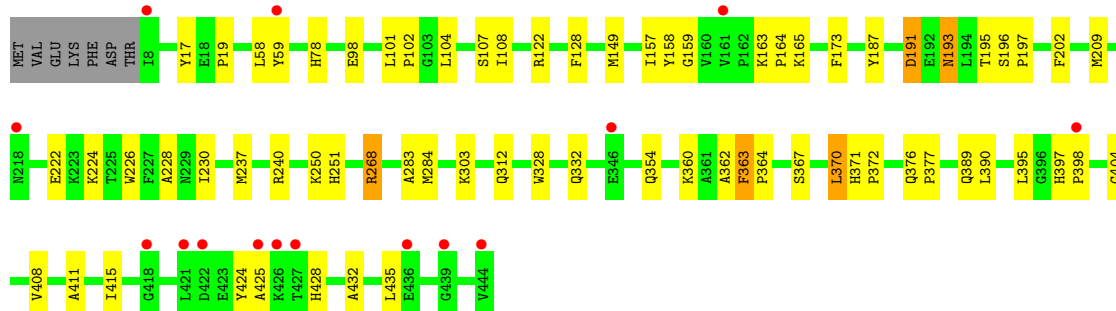 MET VAL GLU LYS PHE ASP THR I8 Y17 E18 P19 L58 Y59 H78 E98 L101 P102 G103 L104 S107 I108 R122 F128 M149 I157 Y158 G159 V160 V161 P162 K163 P164 K165 F173 Y187 D191 E192 N193 L194 T195 S196 P197 F202 M209
N218 E222 K223 K224 T225 W226 F227 A228 N229 I230 M237 R240 K250 H251 R268 A283 M284 K303 Q312 W328 Q332 E346 Q354 K360 A361 A362 F363 P364 S367 L370 H371 P372 Q376 P377 Q389 L390 L395 G396 H397 P398
V408 A411 I415 G418 L421 D422 E423 Y424 A425 K426 T427 H428 A432 L435 E436 G439 V444